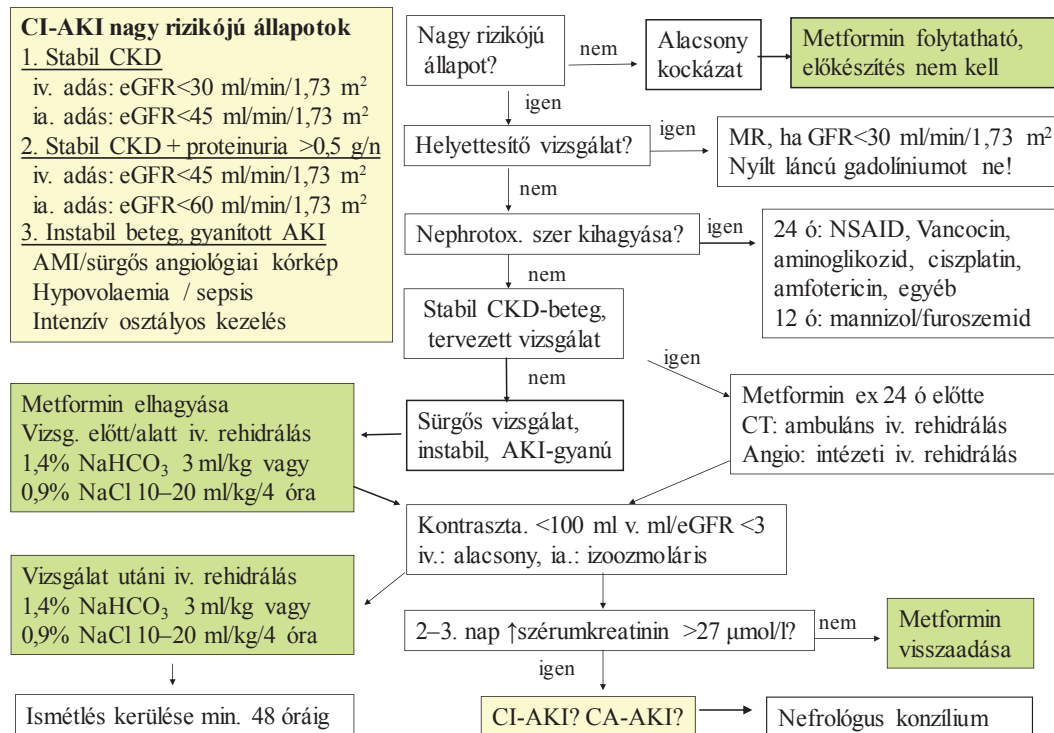 CI-AKI nagy rizikójú állapotok
1. Stabil CKD
iv. adás: eGFR<30 ml/min/1,73 m²
ia. adás: eGFR<45 ml/min/1,73 m²
2. Stabil CKD + proteinuria >0,5 g/n
iv. adás: eGFR<45 ml/min/1,73 m²
ia. adás: eGFR<60 ml/min/1,73 m²
3. Instabil beteg, gyanított AKI
AMI/sürgős angiológiai kórkép
Hypovolaemia / sepsis
Intenzív osztályos kezelés
Nagy rizikójú
állapot?
nem
Alacsony
kockázat
Metformin folytatható,
előkészítés nem kell
igen
Helyettesítő vizsgálat?
igen
MR, ha GFR<30 ml/min/1,73 m²
Nyílt láncú gadolíniumot ne!
nem
Nephrotox. szer kihagyása?
igen
24 ó: NSAID, Vancocin,
aminoglikozid, ciszplatin,
amfotericin, egyéb
12 ó: mannizol/furoszemid
nem
Stabil CKD-beteg,
tervezett vizsgálat
igen
nem
Metformin ex 24 ó előtte
CT: ambuláns iv. rehidrálás
Angio: intézeti iv. rehidrálás
Sürgős vizsgálat,
instabil, AKI-gyanú
Metformin elhagyása
Vizsg. előtt/alatt iv. rehidrálás
1,4% NaHCO₃ 3 ml/kg vagy
0,9% NaCl 10–20 ml/kg/4 óra
Kontraszta. <100 ml v. ml/eGFR <3
iv.: alacsony, ia.: izoozmoláris
Vizsgálat utáni iv. rehidrálás
1,4% NaHCO₃ 3 ml/kg vagy
0,9% NaCl 10–20 ml/kg/4 óra
2–3. nap ↑szérumkreatinin >27 μmol/l?
nem
Metformin
visszaadása
igen
Ismétlés kerülése min. 48 óráig
CI-AKI? CA-AKI?
Nefrológus konzílium